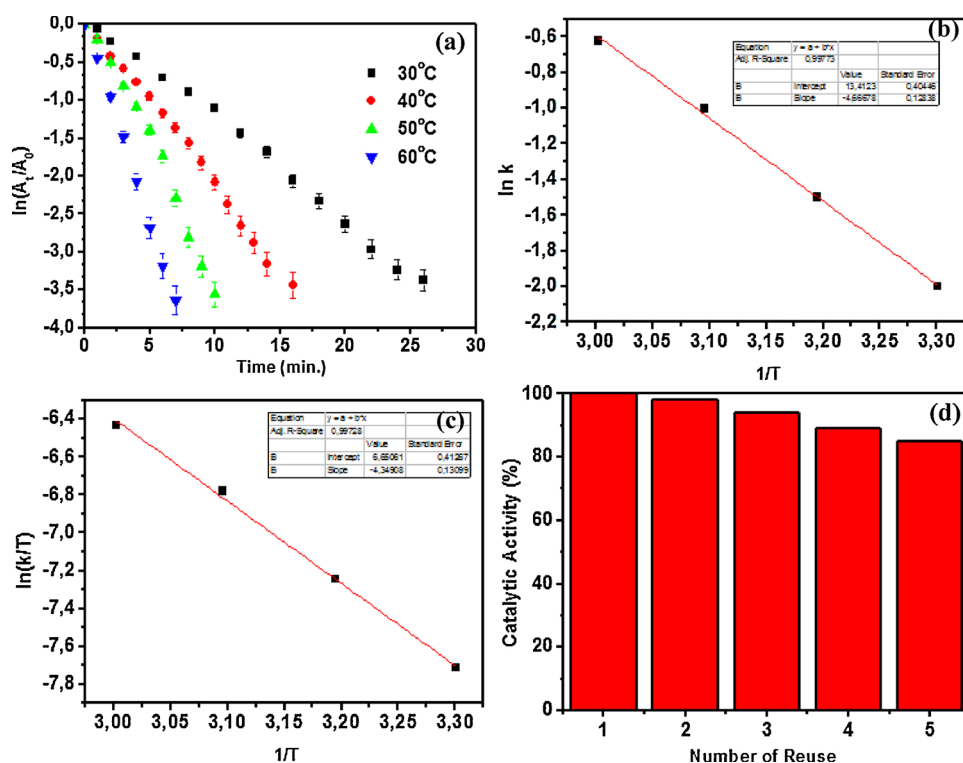 (a)
0,0
-0,5
-1,0
-1,5
-2,0
-2,5
-3,0
-3,5
-4,0
ln(At/A0)
30°C
40°C
50°C
60°C
0 5 10 15 20 25 30
Time (min.)
(b)
-0,6
-0,8
-1,0
-1,2
-1,4
-1,6
-1,8
-2,0
-2,2
ln k
Equation y = a + b*x
Adj. R-Square 0,99773
Value Standard Error
B Intercept 13,4123 0,40446
B Slope -4,66678 0,12838
3,00 3,05 3,10 3,15 3,20 3,25 3,30
1/T
(c)
-6,4
-6,6
-6,8
-7,0
-7,2
-7,4
-7,6
-7,8
ln(k/T)
Equation y = a + b*x
Adj. R-Square 0,99728
Value Standard Error
B Intercept 6,65061 0,41267
B Slope -4,34908 0,13099
3,00 3,05 3,10 3,15 3,20 3,25 3,30
1/T
(d)
100
80
60
40
20
0
Catalytic Activity (%)
1 2 3 4 5
Number of Reuse